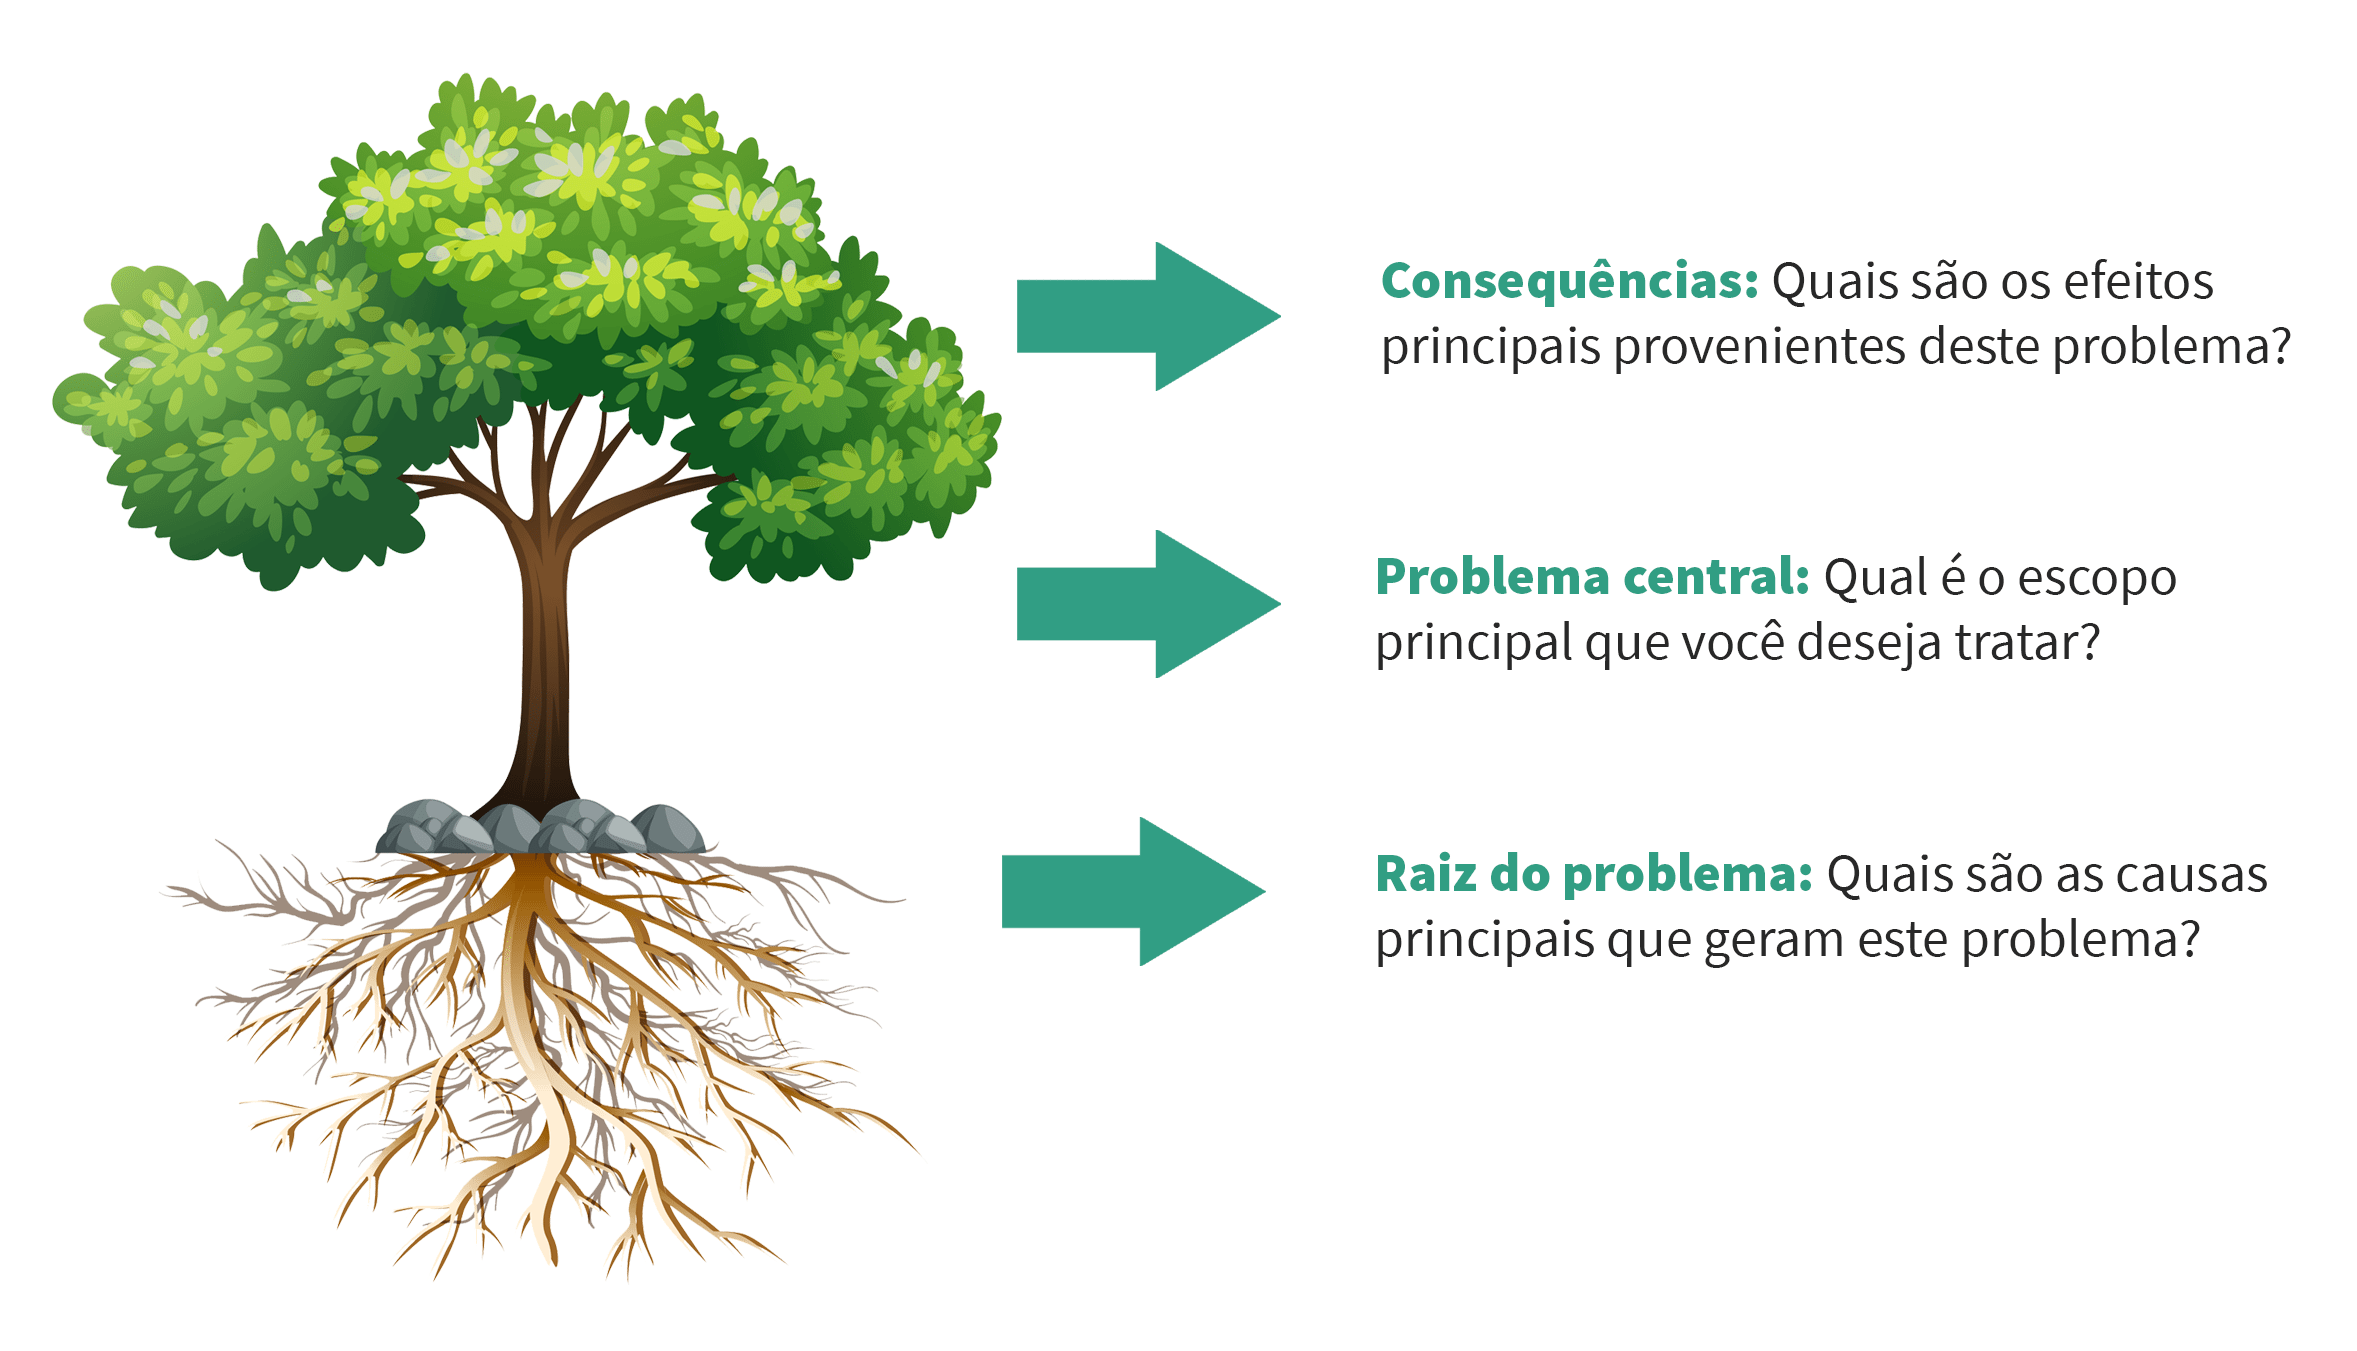 Consequências: Quais são os efeitos
principais provenientes deste problema?
Problema central: Qual é o escopo
principal que você deseja tratar?
Raiz do problema: Quais são as causas
principais que geram este problema?